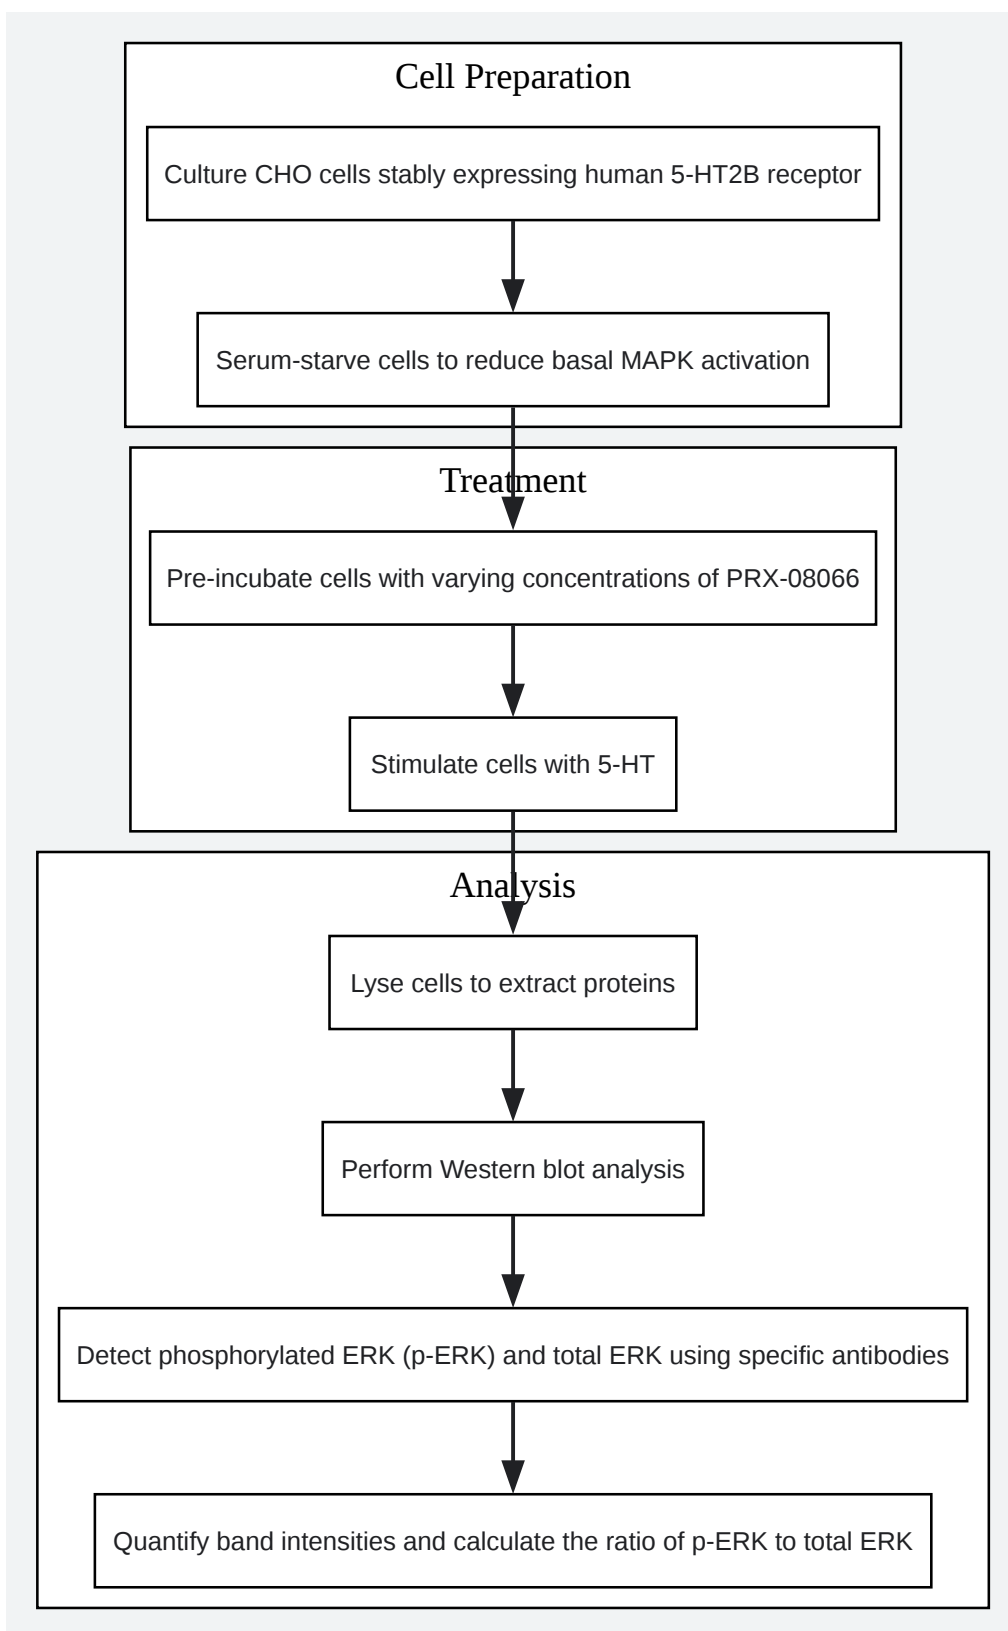 Cell Preparation
Culture CHO cells stably expressing human 5-HT2B receptor
Serum-starve cells to reduce basal MAPK activation
Treatment
Pre-incubate cells with varying concentrations of PRX-08066
Stimulate cells with 5-HT
Analysis
Lyse cells to extract proteins
Perform Western blot analysis
Detect phosphorylated ERK (p-ERK) and total ERK using specific antibodies
Quantify band intensities and calculate the ratio of p-ERK to total ERK